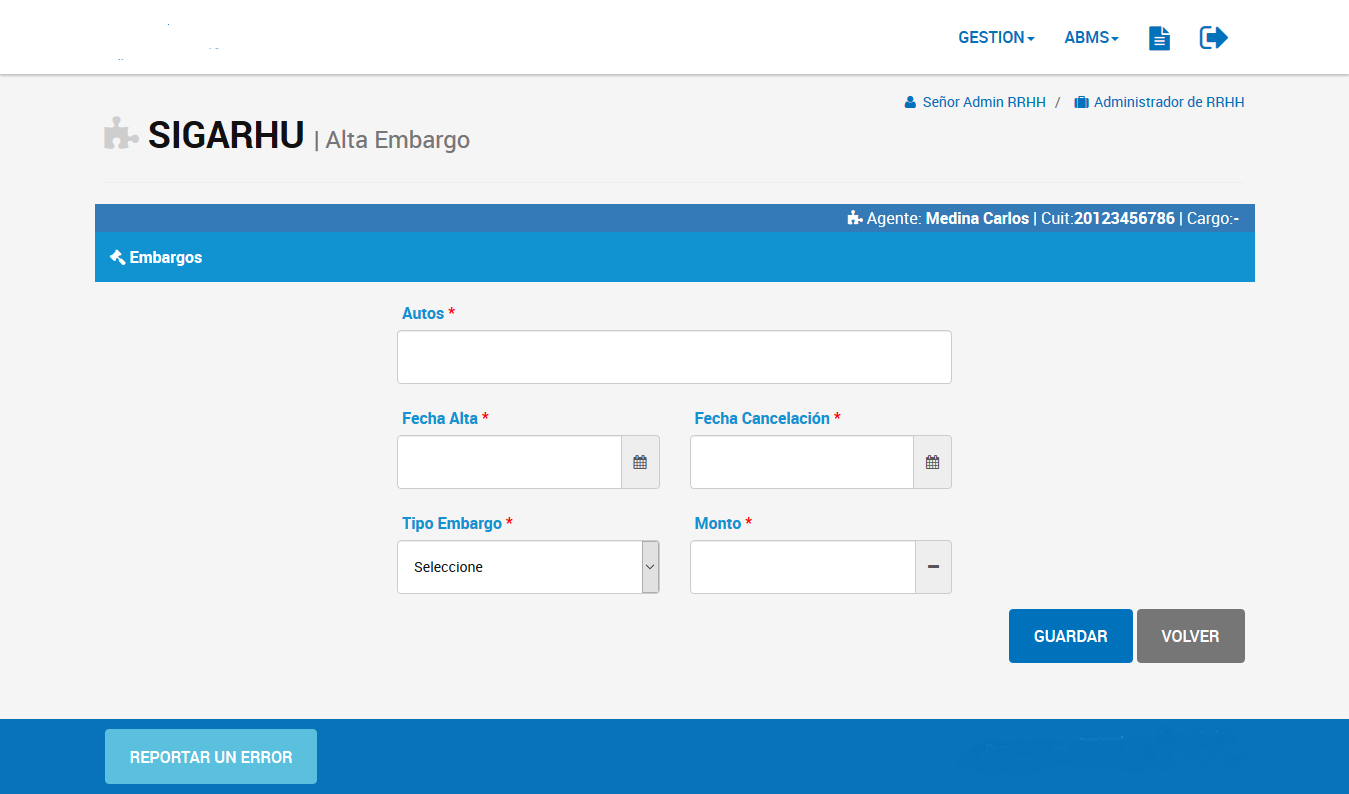 GESTION ABMS
Señor Admin RRHH / Administrador de RRHH
SIGARHU | Alta Embargo
Agente: Medina Carlos | Cuit:20123456786 | Cargo:-
Embargos
Autos *
Fecha Alta * Fecha Cancelación *
Tipo Embargo * Monto *
Seleccione
GUARDAR VOLVER
REPORTAR UN ERROR